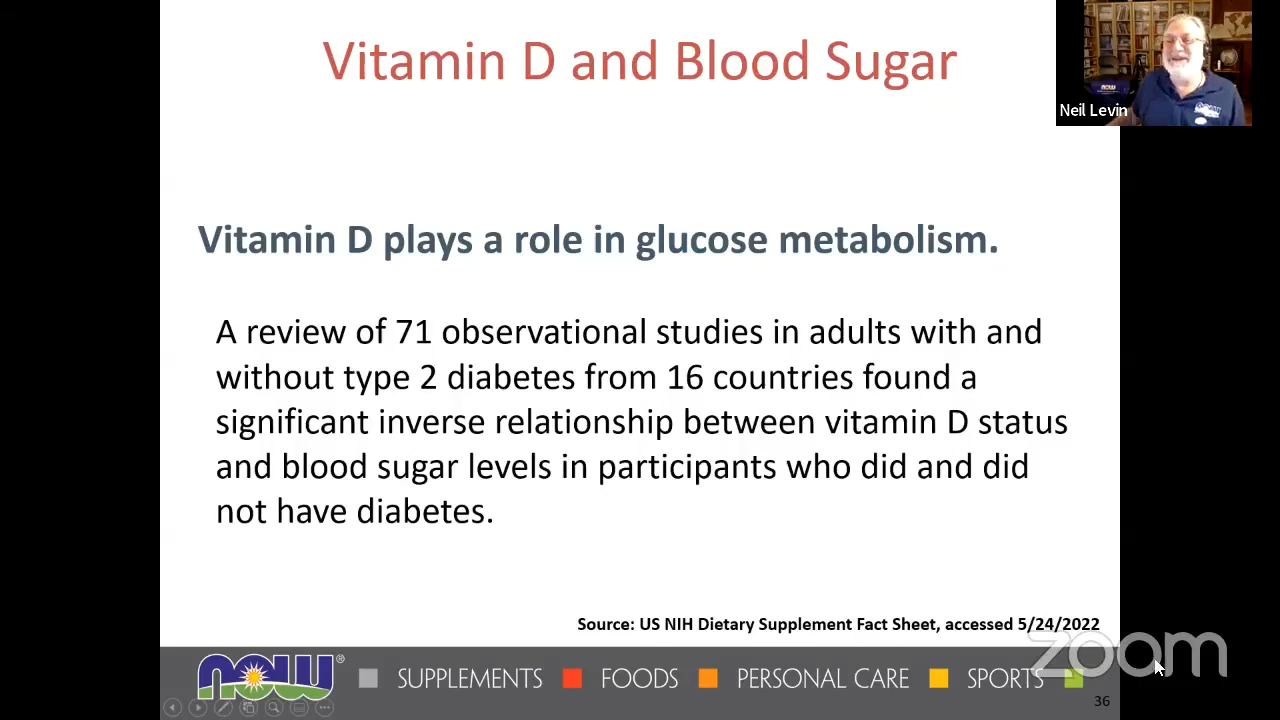 Vitamin D and Blood Sugar
Neil Levin
Vitamin D plays a role in glucose metabolism.
A review of 71 observational studies in adults with and
without type 2 diabetes from 16 countries found a
significant inverse relationship between vitamin D status
and blood sugar levels in participants who did and did
not have diabetes.
Source: US NIH Dietary Supplement Fact Sheet, accessed 5/24/2022
zoom
NOW® SUPPLEMENTS FOODS PERSONAL CARE SPORTS
36